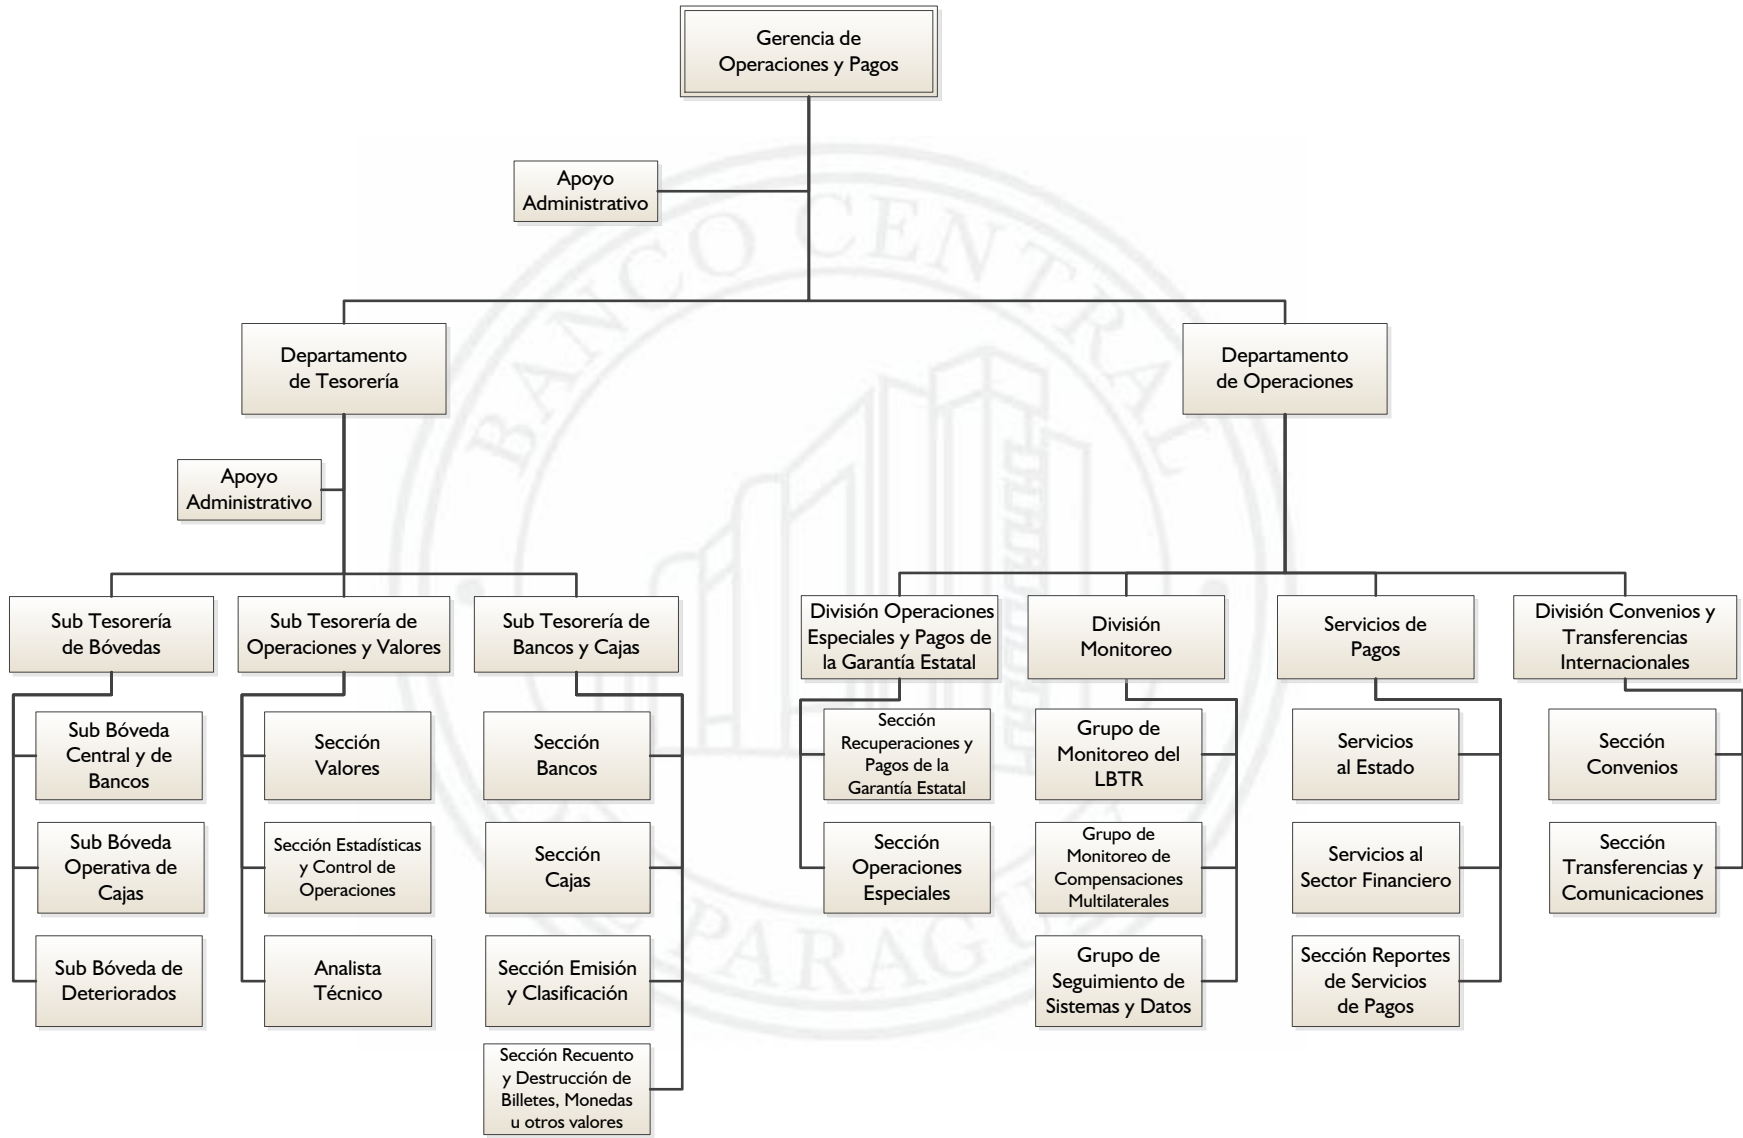 Gerencia de
Operaciones y Pagos
Apoyo
Administrativo
Departamento
de Tesorería
Departamento
de Operaciones
Apoyo
Administrativo
Sub Tesorería
de Bóvedas
Sub Tesorería de
Operaciones y Valores
Sub Tesorería de
Bancos y Cajas
División Operaciones
Especiales y Pagos de
la Garantía Estatal
División
Monitoreo
Servicios de
Pagos
División Convenios y
Transferencias
Internacionales
Sub Bóveda
Central y de
Bancos
Sub Bóveda
Operativa de
Cajas
Sub Bóveda de
Deteriorados
Sección
Valores
Sección Estadísticas
y Control de
Operaciones
Analista
Técnico
Sección
Bancos
Sección
Cajas
Sección Emisión
y Clasificación
Sección Recuento
y Destrucción de
Billetes, Monedas
u otros valores
Sección
Recuperaciones y
Pagos de la
Garantía Estatal
Sección
Operaciones
Especiales
Grupo de
Monitoreo del
LBTR
Grupo de
Monitoreo de
Compensaciones
Multilaterales
Grupo de
Seguimiento de
Sistemas y Datos
Servicios
al Estado
Servicios al
Sector Financiero
Sección Reportes
de Servicios
de Pagos
Sección
Convenios
Sección
Transferencias y
Comunicaciones
BANCO CENTRAL